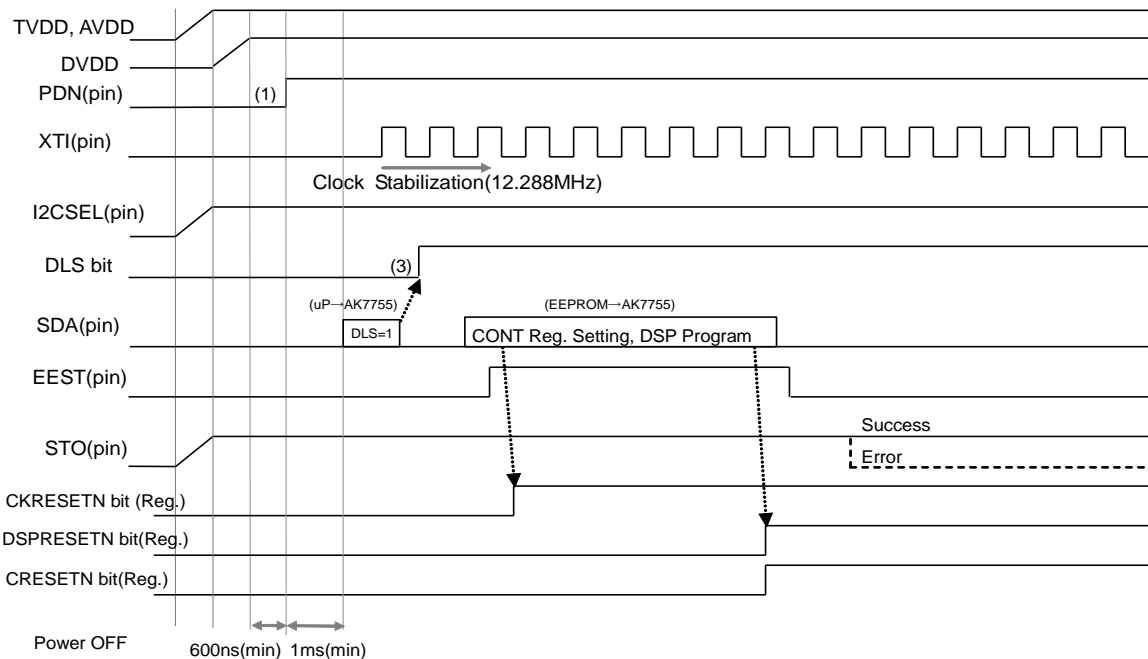 TVDD, AVDD
DVDD
PDN(pin)
(1)
XTI(pin)
Clock Stabilization(12.288MHz)
I2CSEL(pin)
DLS bit
(3)
(uP→AK7755)
(EEPROM→AK7755)
SDA(pin)
DLS=1
CONT Reg. Setting, DSP Program
EEST(pin)
Success
STO(pin)
Error
CKRESETN bit (Reg.)
DSPRESETN bit(Reg.)
CRESETN bit(Reg.)
Power OFF
600ns(min) 1ms(min)